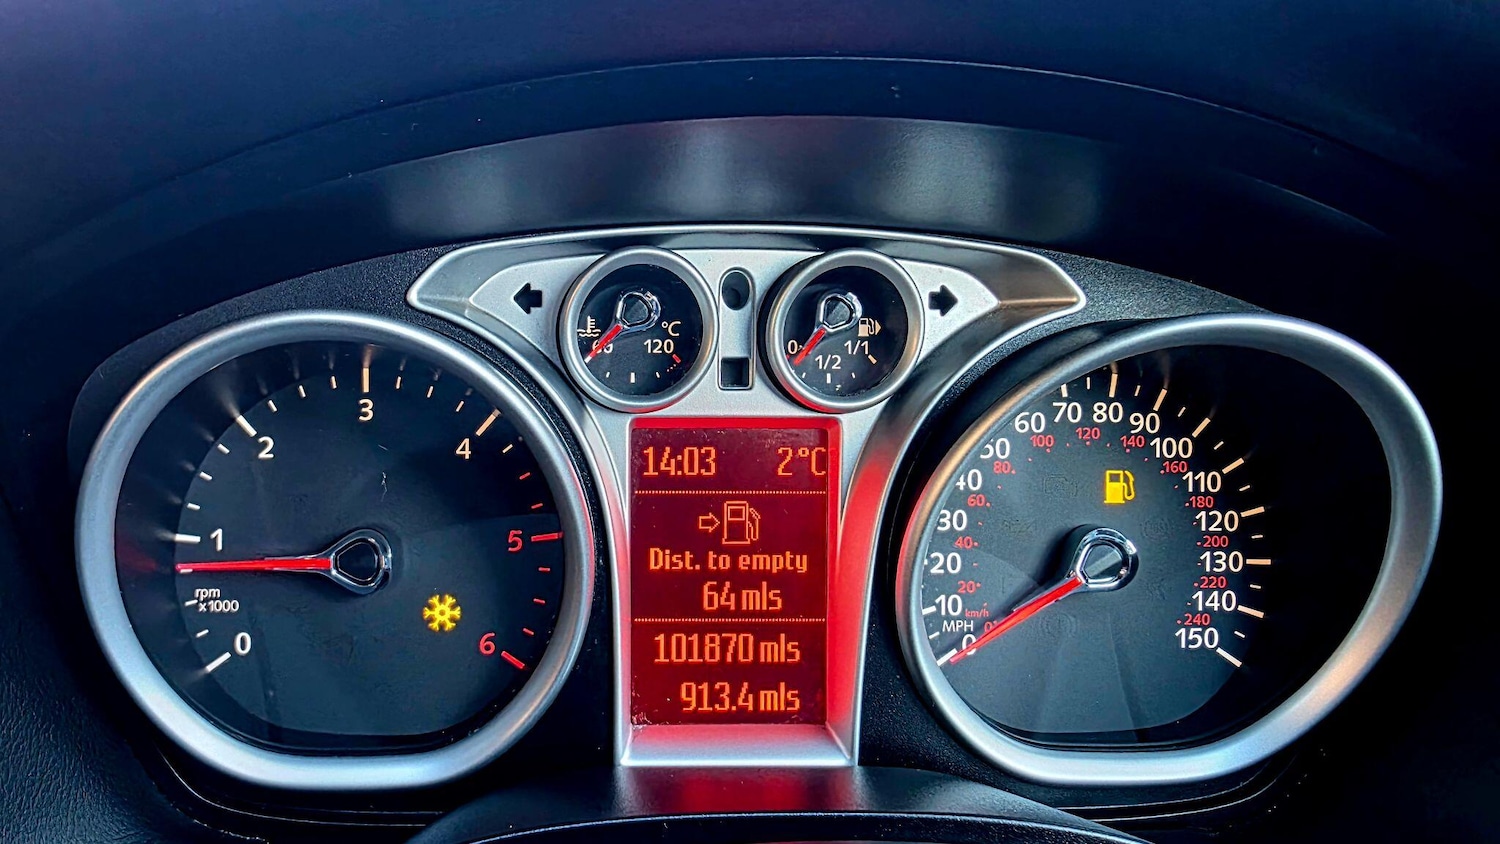 60 120 °C
0 1/2 1/1
0 1 2 3 4 5 6
rpm
x1000
14:03 2°C
Dist. to empty
64 mls
101870 mls
913.4 mls
0 10 20 30 40 50 60 70 80 90 100 110 120 130 140 150
MPH
0 20 40 60 80 100 120 140 160 180 200 220 240
km/h